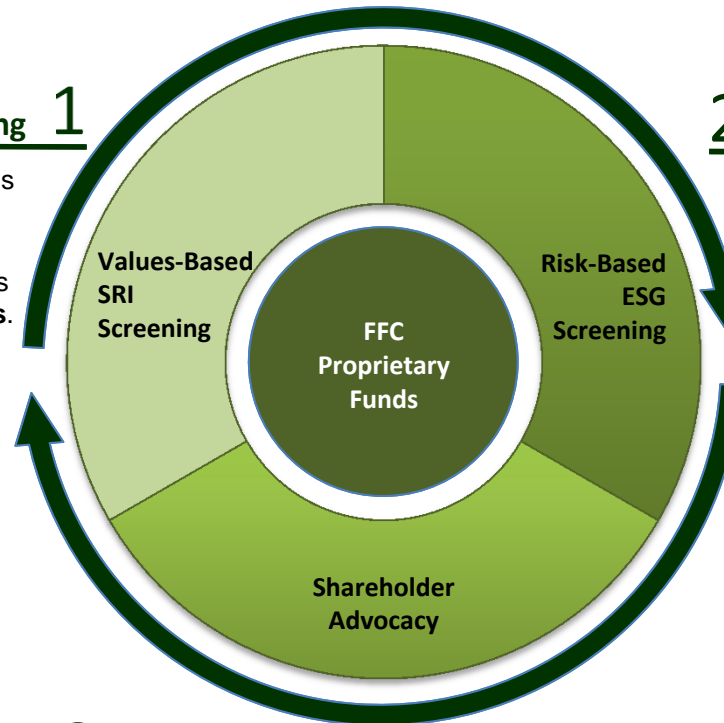 ng 1
2
s
s
s.
Values-Based
SRI
Screening
Risk-Based
ESG
Screening
FFC
Proprietary
Funds
Shareholder
Advocacy